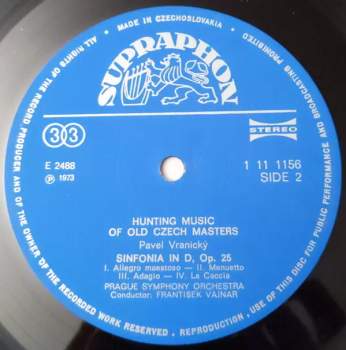 MADE IN CZECHOSLOVAKIA
ALL RIGHTS OF THE RECORD PRODUCER AND OF THE OWNER OF THE RECORDED WORK RESERVED . REPRODUCTION , USE OF THIS DISC FOR PUBLIC PERFORMANCE AND BROADCASTING PROHIBITED
SUPRAPHON
33
STEREO
E 2488
1 11 1156
℗ 1973
SIDE 2
HUNTING MUSIC
OF OLD CZECH MASTERS
Pavel Vranický
SINFONIA IN D, Op. 25
I. Allegro maestoso — II. Menuetto
III. Adagio — IV. La Caccia
PRAGUE SYMPHONY ORCHESTRA
Conductor: FRANTIŠEK VAJNAR